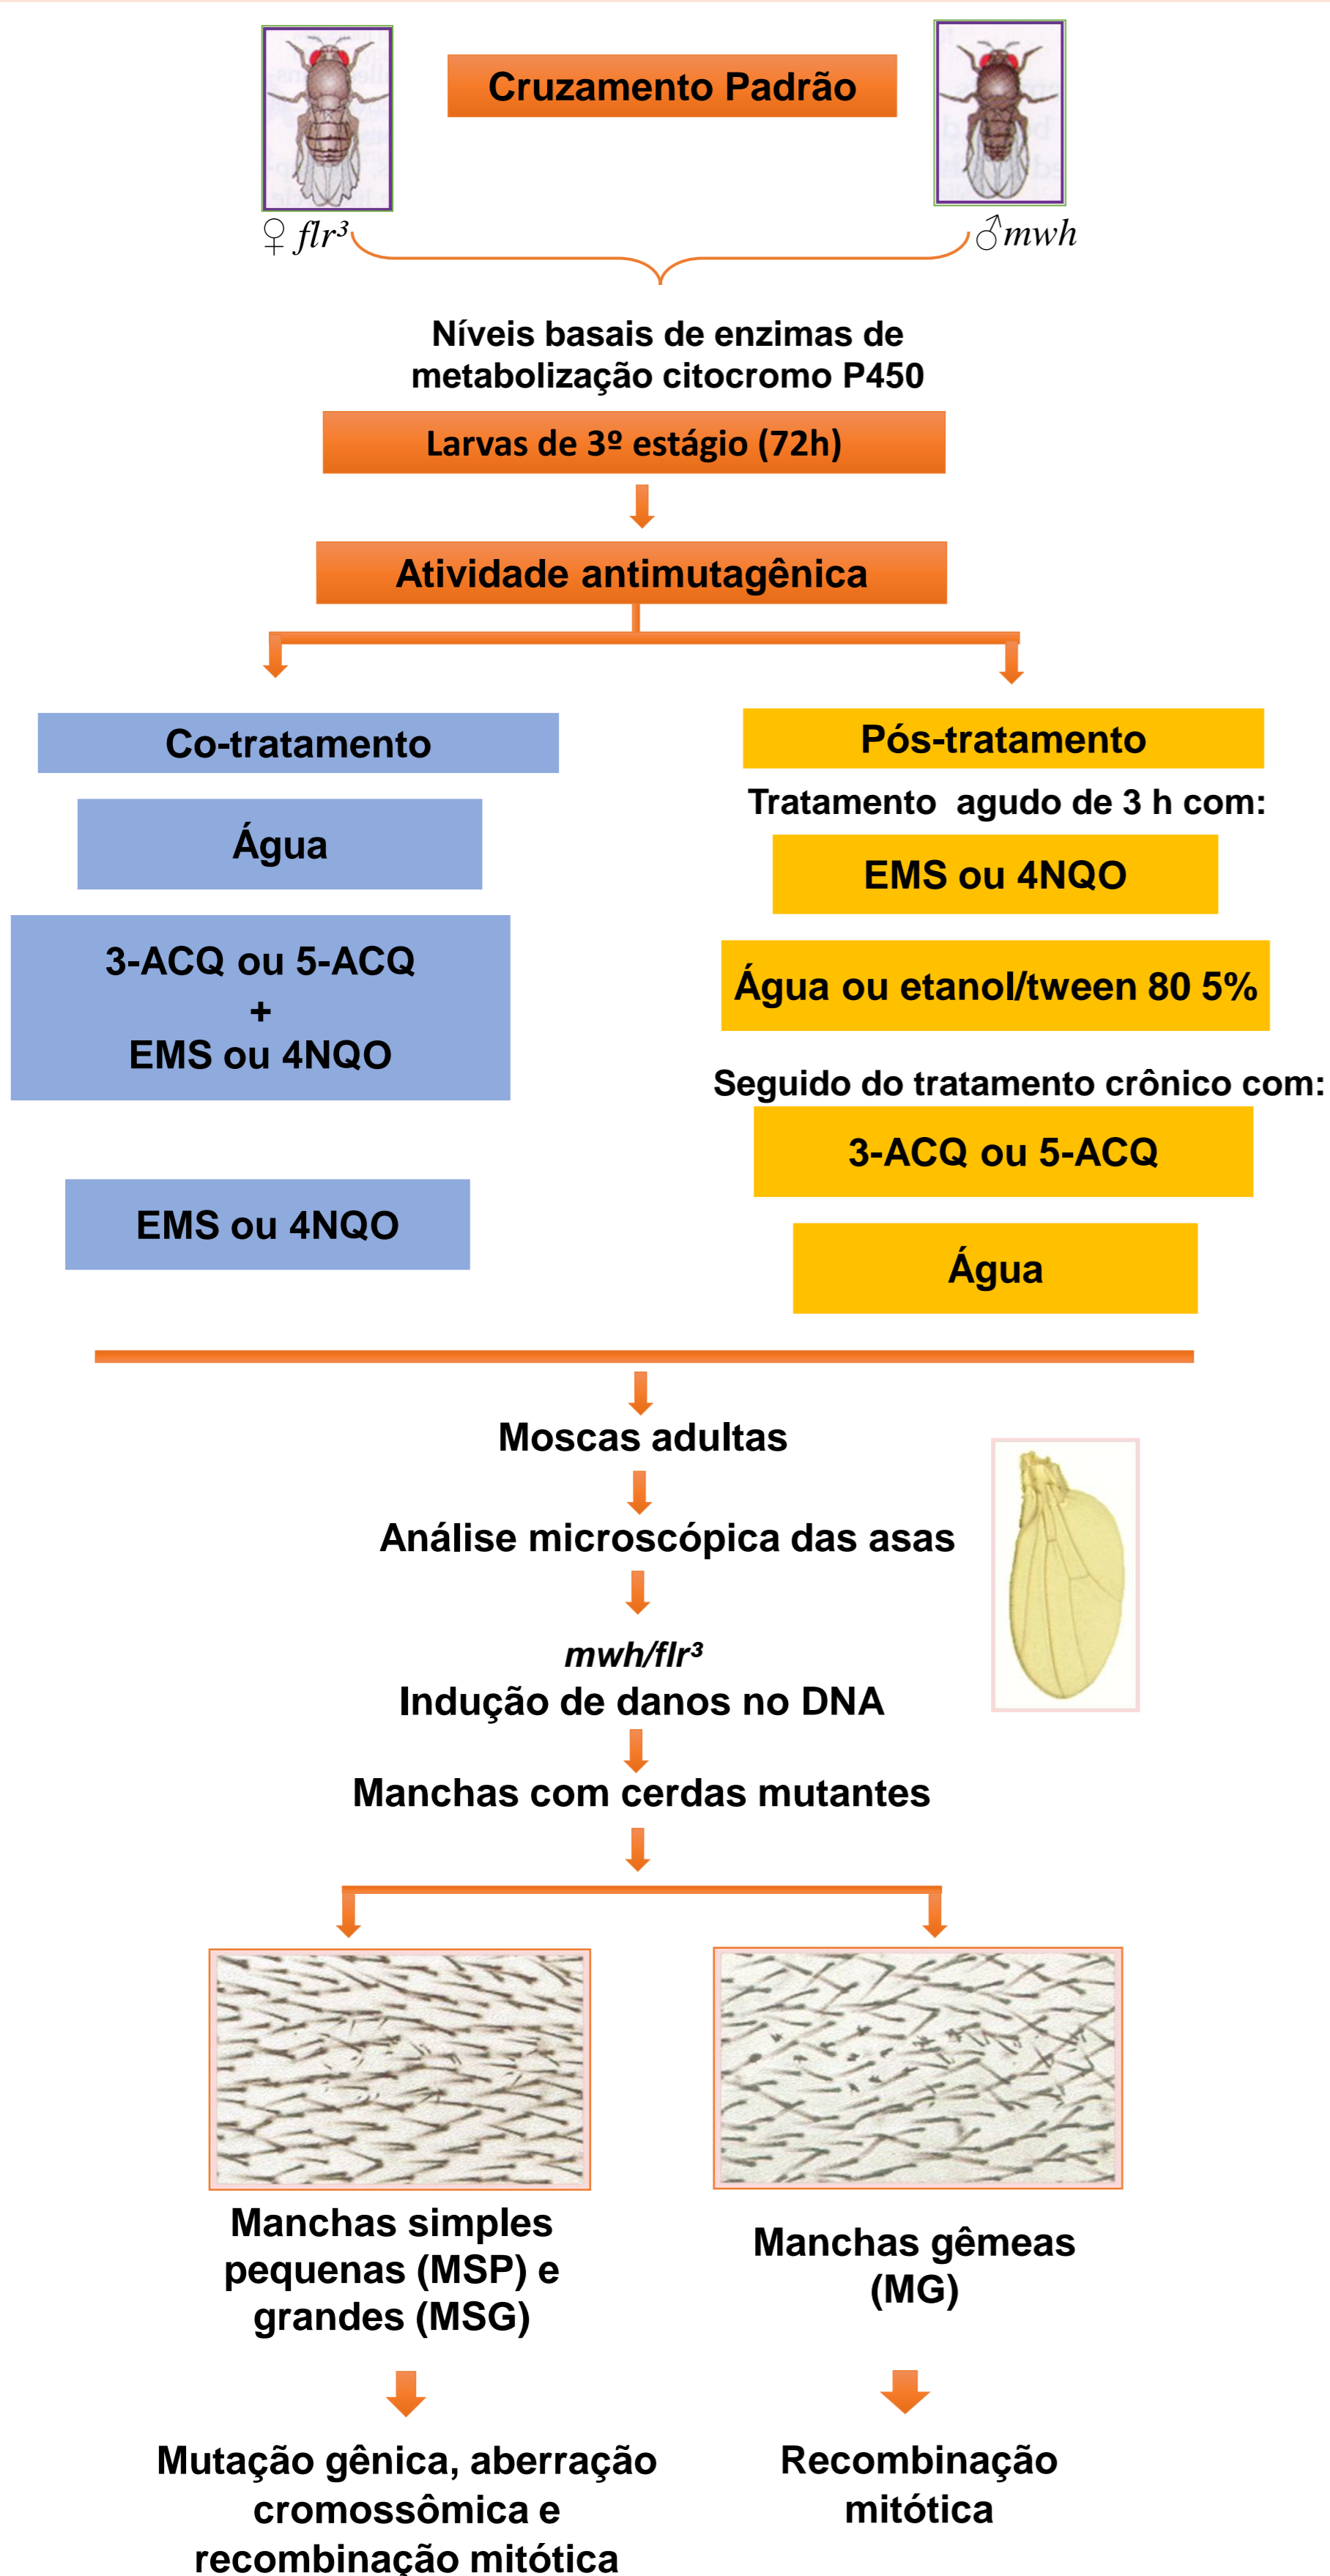 Cruzamento Padrão
♀ flr³
♂mwh
Níveis basais de enzimas de
metabolização citocromo P450
Larvas de 3º estágio (72h)
Atividade antimutagênica
Co-tratamento
Água
3-ACQ ou 5-ACQ
+
EMS ou 4NQO
EMS ou 4NQO
Pós-tratamento
Tratamento agudo de 3 h com:
EMS ou 4NQO
Água ou etanol/tween 80 5%
Seguido do tratamento crônico com:
3-ACQ ou 5-ACQ
Água
Moscas adultas
Análise microscópica das asas
mwh/flr³
Indução de danos no DNA
Manchas com cerdas mutantes
Manchas simples
pequenas (MSP) e
grandes (MSG)
Manchas gêmeas
(MG)
Mutação gênica, aberração
cromossômica e
recombinação mitótica
Recombinação
mitótica